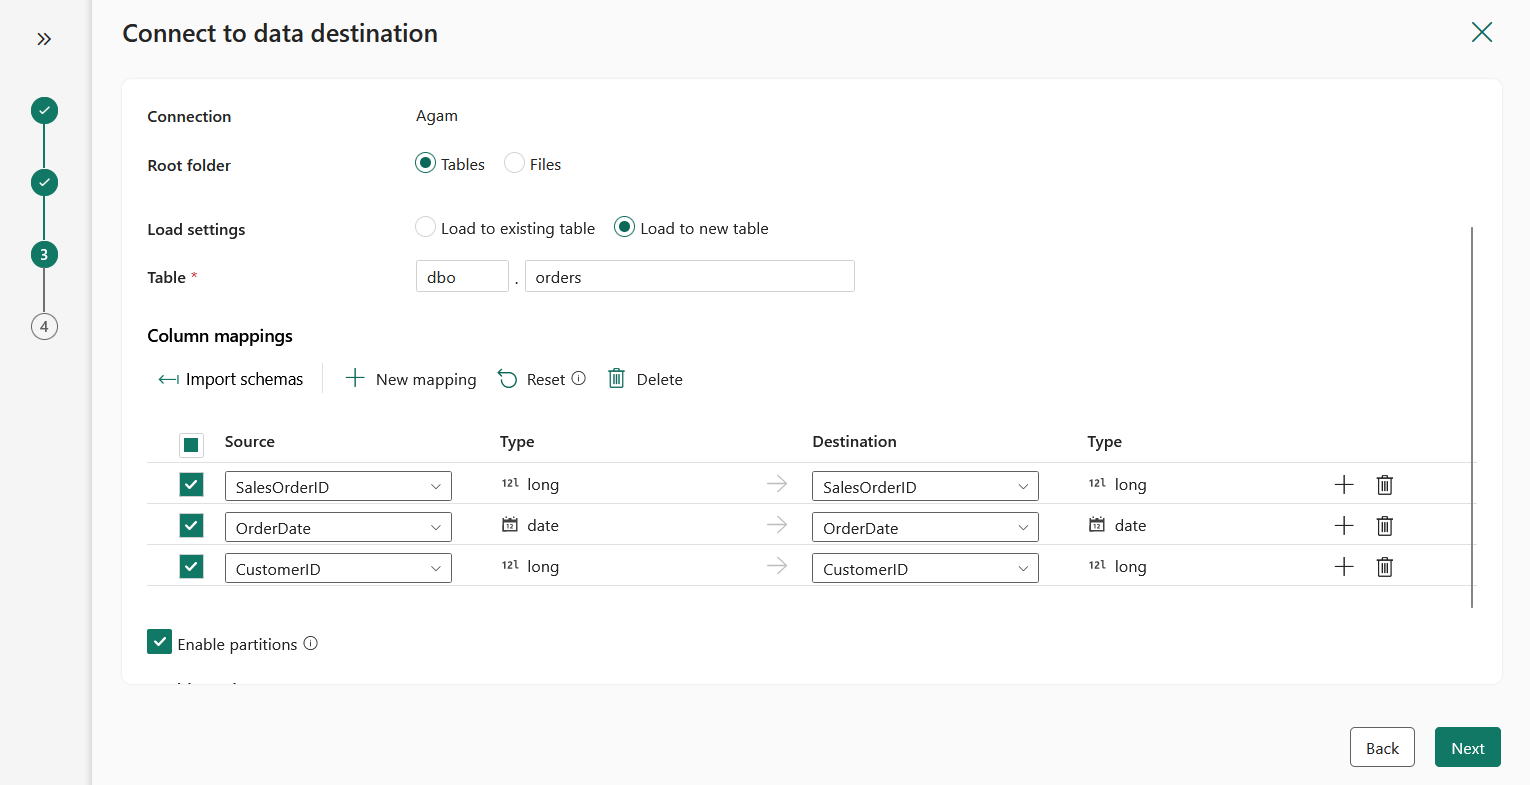 Connect to data destination
Connection Agam
Root folder Tables Files
Load settings Load to existing table Load to new table
3
Table * dbo . orders
4
Column mappings
Import schemas New mapping Reset Delete
Source Type Destination Type
SalesOrderID 12l long SalesOrderID 12l long
OrderDate 12 date OrderDate 12 date
CustomerID 12l long CustomerID 12l long
Enable partitions
Back Next